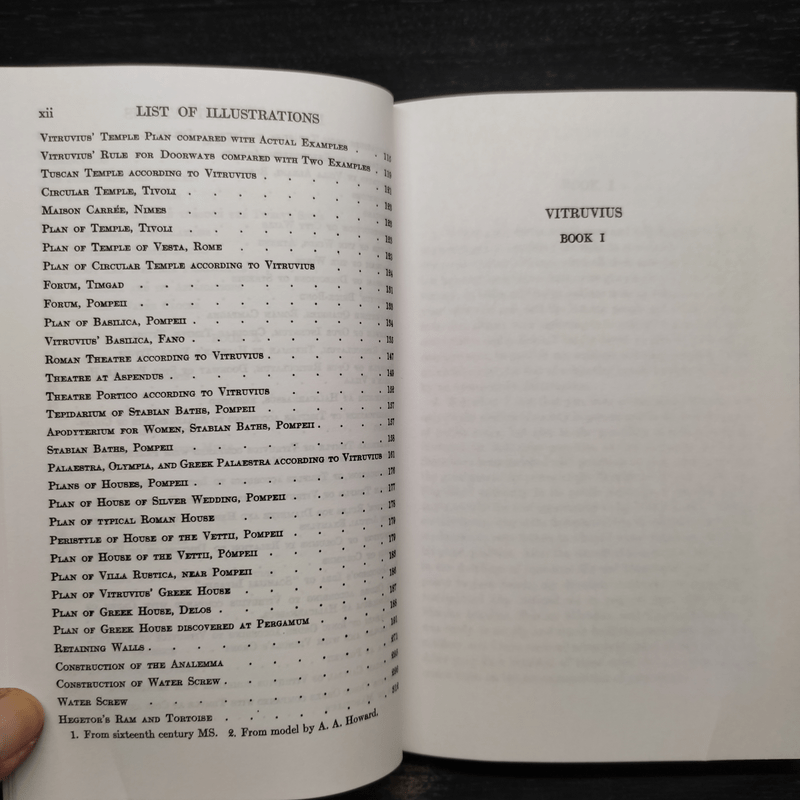 xii LIST OF ILLUSTRATIONS
VITRUVIUS' TEMPLE PLAN COMPARED WITH ACTUAL EXAMPLES . .
VITRUVIUS' RULE FOR DOORWAYS COMPARED WITH TWO EXAMPLES .
TUSCAN TEMPLE ACCORDING TO VITRUVIUS . . . . . .
CIRCULAR TEMPLE, TIVOLI . . . . . . . .
MAISON CARRÉE, NIMES . . . . . . . .
PLAN OF TEMPLE, TIVOLI . . . . . . . .
PLAN OF TEMPLE OF VESTA, ROME . . . . . .
PLAN OF CIRCULAR TEMPLE ACCORDING TO VITRUVIUS . . .
FORUM, TIMGAD . . . . . . . . .
FORUM, POMPEII . . . . . . . . .
PLAN OF BASILICA, POMPEII . . . . . . . .
VITRUVIUS' BASILICA, FANO . . . . . . . .
ROMAN THEATRE ACCORDING TO VITRUVIUS . . . . .
THEATRE AT ASPENDUS . . . . . . . . .
THEATRE PORTICO ACCORDING TO VITRUVIUS . . . .
TEPIDARIUM OF STABIAN BATHS, POMPEII . . . . .
APODYTERIUM FOR WOMEN, STABIAN BATHS, POMPEII . . . .
STABIAN BATHS, POMPEII . . . . . . . .
PALAESTRA, OLYMPIA, AND GREEK PALAESTRA ACCORDING TO VITRUVIUS 161
PLANS OF HOUSES, POMPEII . . . . . . . . 176
PLAN OF HOUSE OF SILVER WEDDING, POMPEII . . . . 177
PLAN OF TYPICAL ROMAN HOUSE . . . . . . 178
PERISTYLE OF HOUSE OF THE VETTII, POMPEII . . . . 178
PLAN OF HOUSE OF THE VETTII, POMPEII . . . . . 179
PLAN OF VILLA RUSTICA, NEAR POMPEII . . . . .
PLAN OF VITRUVIUS' GREEK HOUSE . . . . . .
PLAN OF GREEK HOUSE, DELOS . . . . . . .
PLAN OF GREEK HOUSE DISCOVERED AT PERGAMUM . . .
RETAINING WALLS . . . . . . . . .
CONSTRUCTION OF THE ANALEMMA . . . . . .
CONSTRUCTION OF WATER SCREW . . . . . . .
WATER SCREW . . . . . . . . .
HEGETOR'S RAM AND TORTOISE . . . . . .
1. From sixteenth century MS. 2. From model by A. A. Howard.
VITRUVIUS
BOOK I